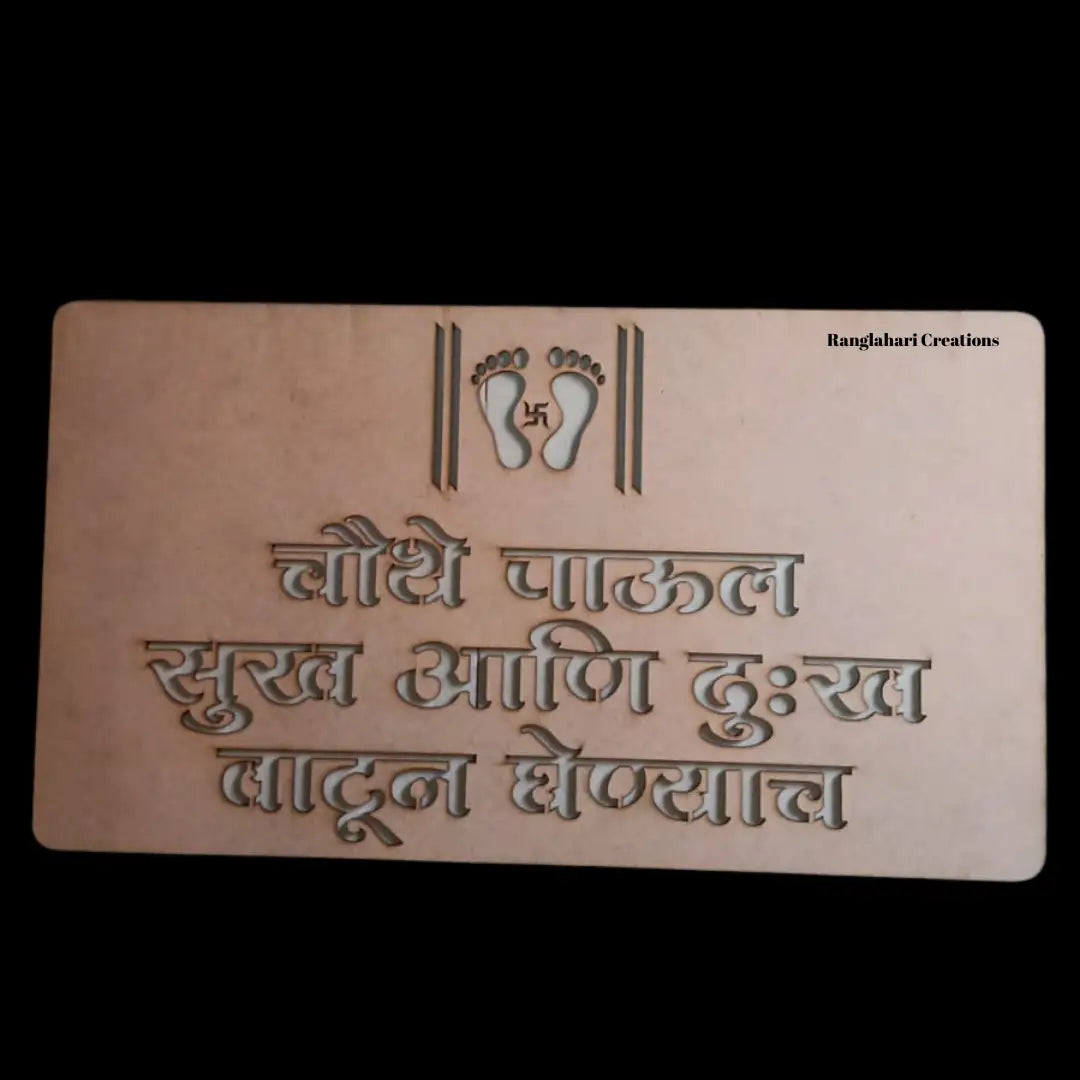 Ranglahari Creations
चौथे पाऊल
सुख आणि दुःख
वाटून घेण्याच